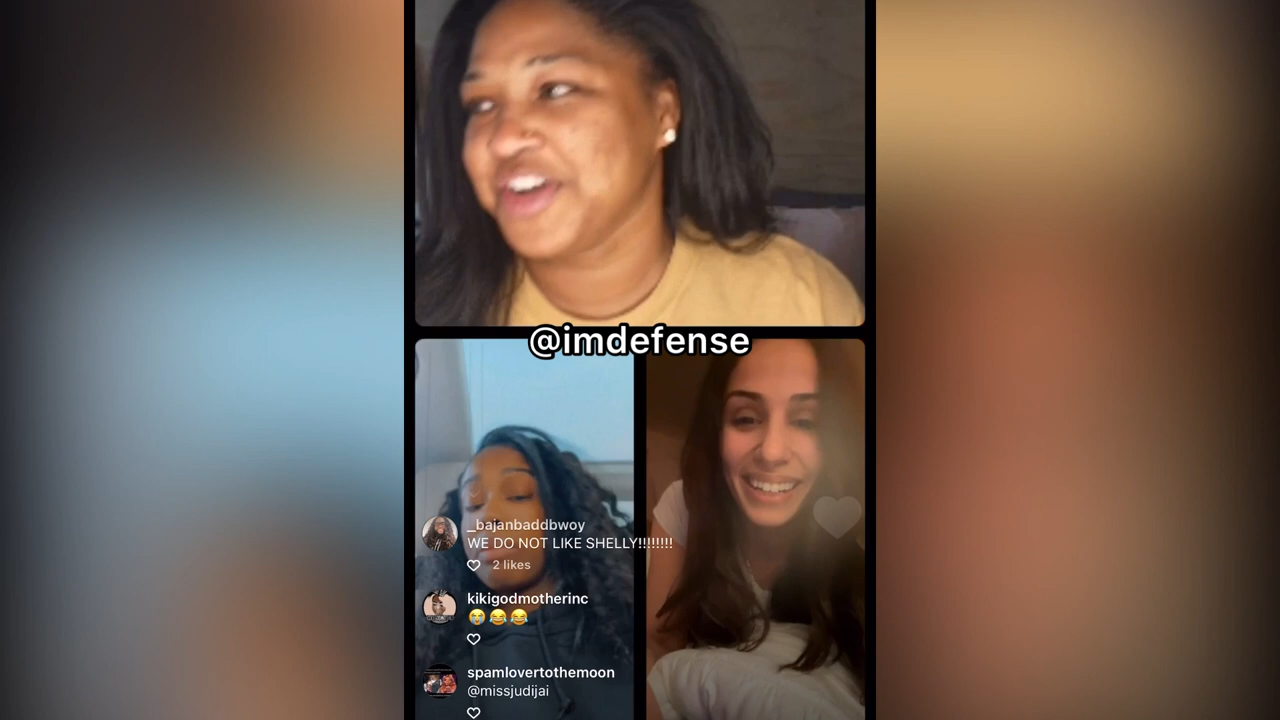 @imdefense
_bajanbaddbwoy
WE DO NOT LIKE SHELLY!!!!!!!!
2 likes
kikigodmotherinc
😭😂😂
spamlovertothemoon
@missjudijai